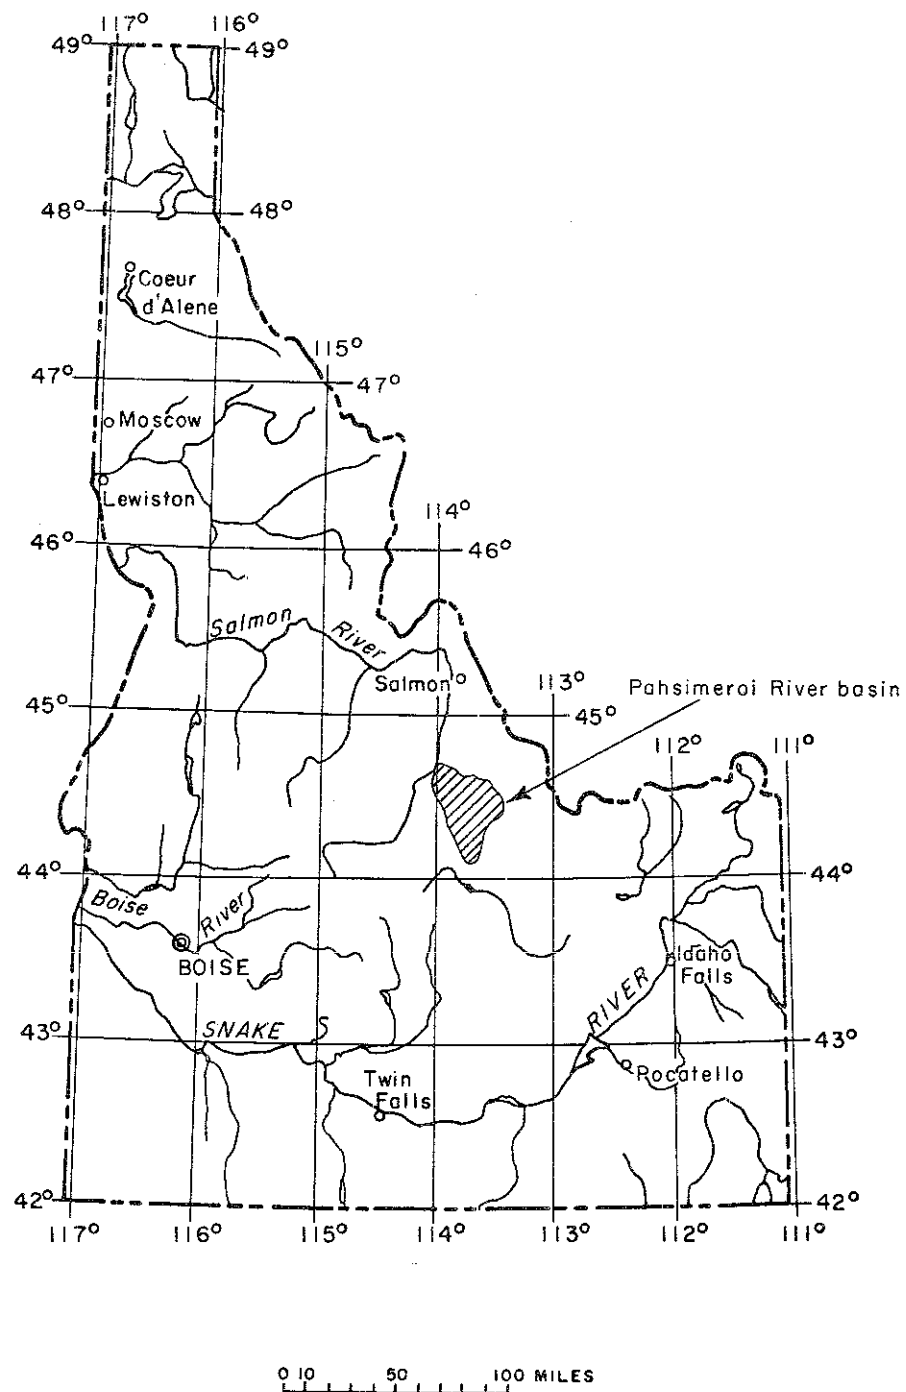 117° 116°
49° 49°
48° 48°
Coeur
d'Alene
115°
47° 47°
Moscow
Lewiston
114°
46° 46°
Salmon River
Salmon
113°
Pahsimeroi River basin
45° 45°
112° 111°
44° 44°
Boise River
BOISE
Idaho
Falls
SNAKE RIVER
S
43° 43°
Pocatello
Twin
Falls
42° 42°
117° 116° 115° 114° 113° 112° 111°
0 10 50 100 MILES